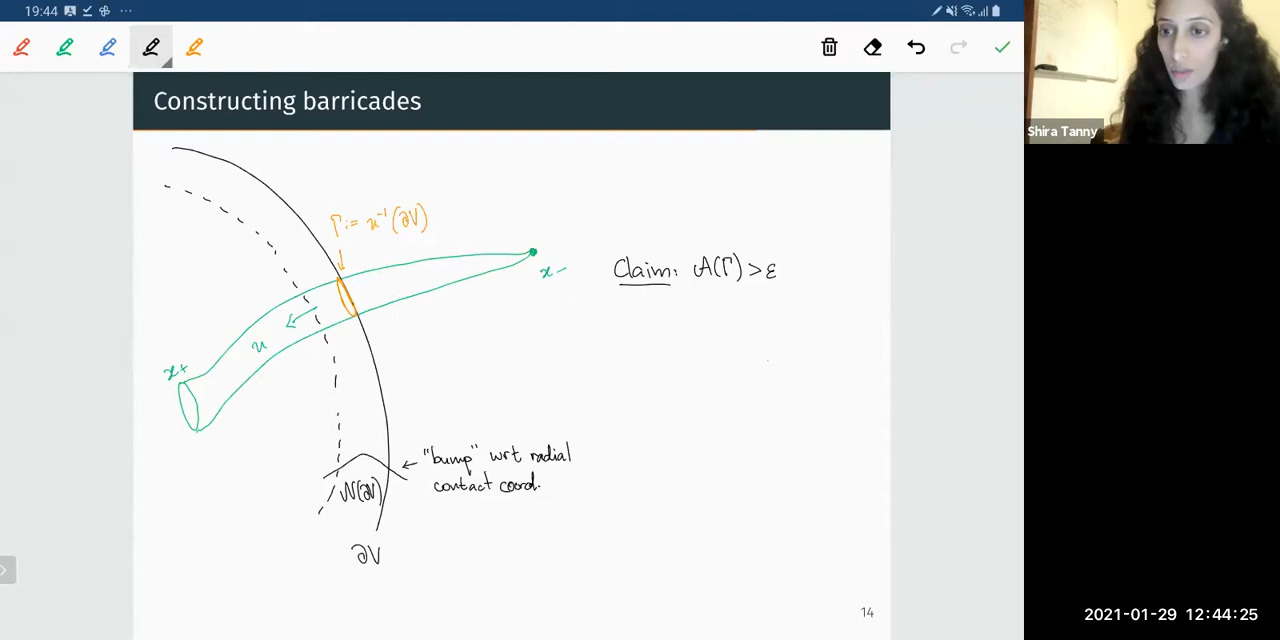 19:44
Constructing barricades
Shira Tanny
Γ := u⁻¹(∂V)
x-
Claim: A(Γ) > ε
u
x+
"bump" wrt radial
contact coord.
N(∂V)
∂V
14
2021-01-29 12:44:25